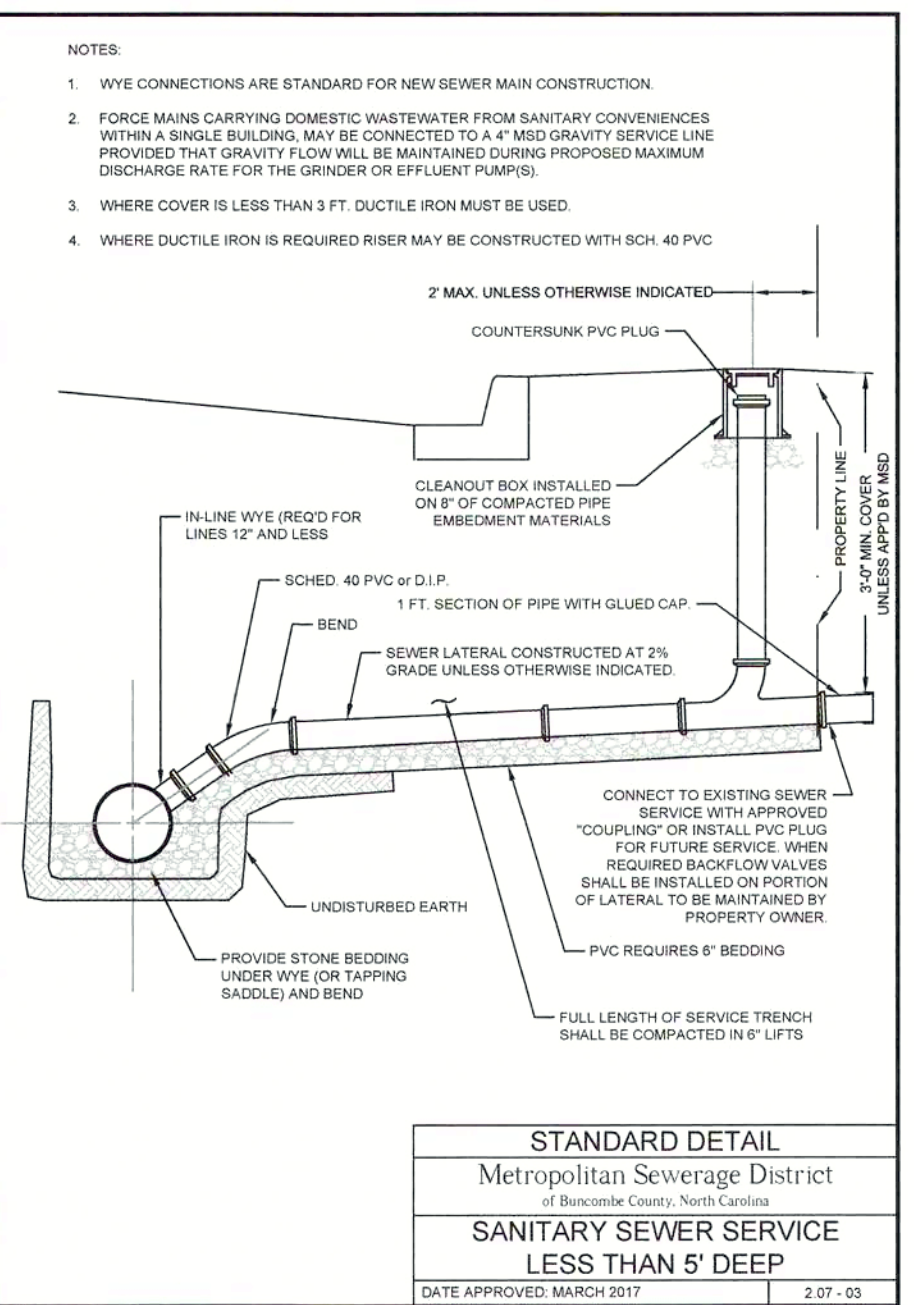 NOTES:
1. WYE CONNECTIONS ARE STANDARD FOR NEW SEWER MAIN CONSTRUCTION.
2. FORCE MAINS CARRYING DOMESTIC WASTEWATER FROM SANITARY CONVENIENCES
WITHIN A SINGLE BUILDING, MAY BE CONNECTED TO A 4" MSD GRAVITY SERVICE LINE
PROVIDED THAT GRAVITY FLOW WILL BE MAINTAINED DURING PROPOSED MAXIMUM
DISCHARGE RATE FOR THE GRINDER OR EFFLUENT PUMP(S).
3. WHERE COVER IS LESS THAN 3 FT. DUCTILE IRON MUST BE USED.
4. WHERE DUCTILE IRON IS REQUIRED RISER MAY BE CONSTRUCTED WITH SCH. 40 PVC
2' MAX. UNLESS OTHERWISE INDICATED
COUNTERSUNK PVC PLUG
CLEANOUT BOX INSTALLED
ON 8" OF COMPACTED PIPE
EMBEDMENT MATERIALS
PROPERTY LINE
3'-0" MIN. COVER
UNLESS APP'D BY MSD
IN-LINE WYE (REQ'D FOR
LINES 12" AND LESS
SCHED. 40 PVC or D.I.P.
1 FT. SECTION OF PIPE WITH GLUED CAP.
BEND
SEWER LATERAL CONSTRUCTED AT 2%
GRADE UNLESS OTHERWISE INDICATED.
CONNECT TO EXISTING SEWER
SERVICE WITH APPROVED
"COUPLING" OR INSTALL PVC PLUG
FOR FUTURE SERVICE. WHEN
REQUIRED BACKFLOW VALVES
SHALL BE INSTALLED ON PORTION
OF LATERAL TO BE MAINTAINED BY
PROPERTY OWNER.
UNDISTURBED EARTH
PVC REQUIRES 6" BEDDING
PROVIDE STONE BEDDING
UNDER WYE (OR TAPPING
SADDLE) AND BEND
FULL LENGTH OF SERVICE TRENCH
SHALL BE COMPACTED IN 6" LIFTS
STANDARD DETAIL
Metropolitan Sewerage District
of Buncombe County, North Carolina
SANITARY SEWER SERVICE
LESS THAN 5' DEEP
DATE APPROVED: MARCH 2017
2.07 - 03